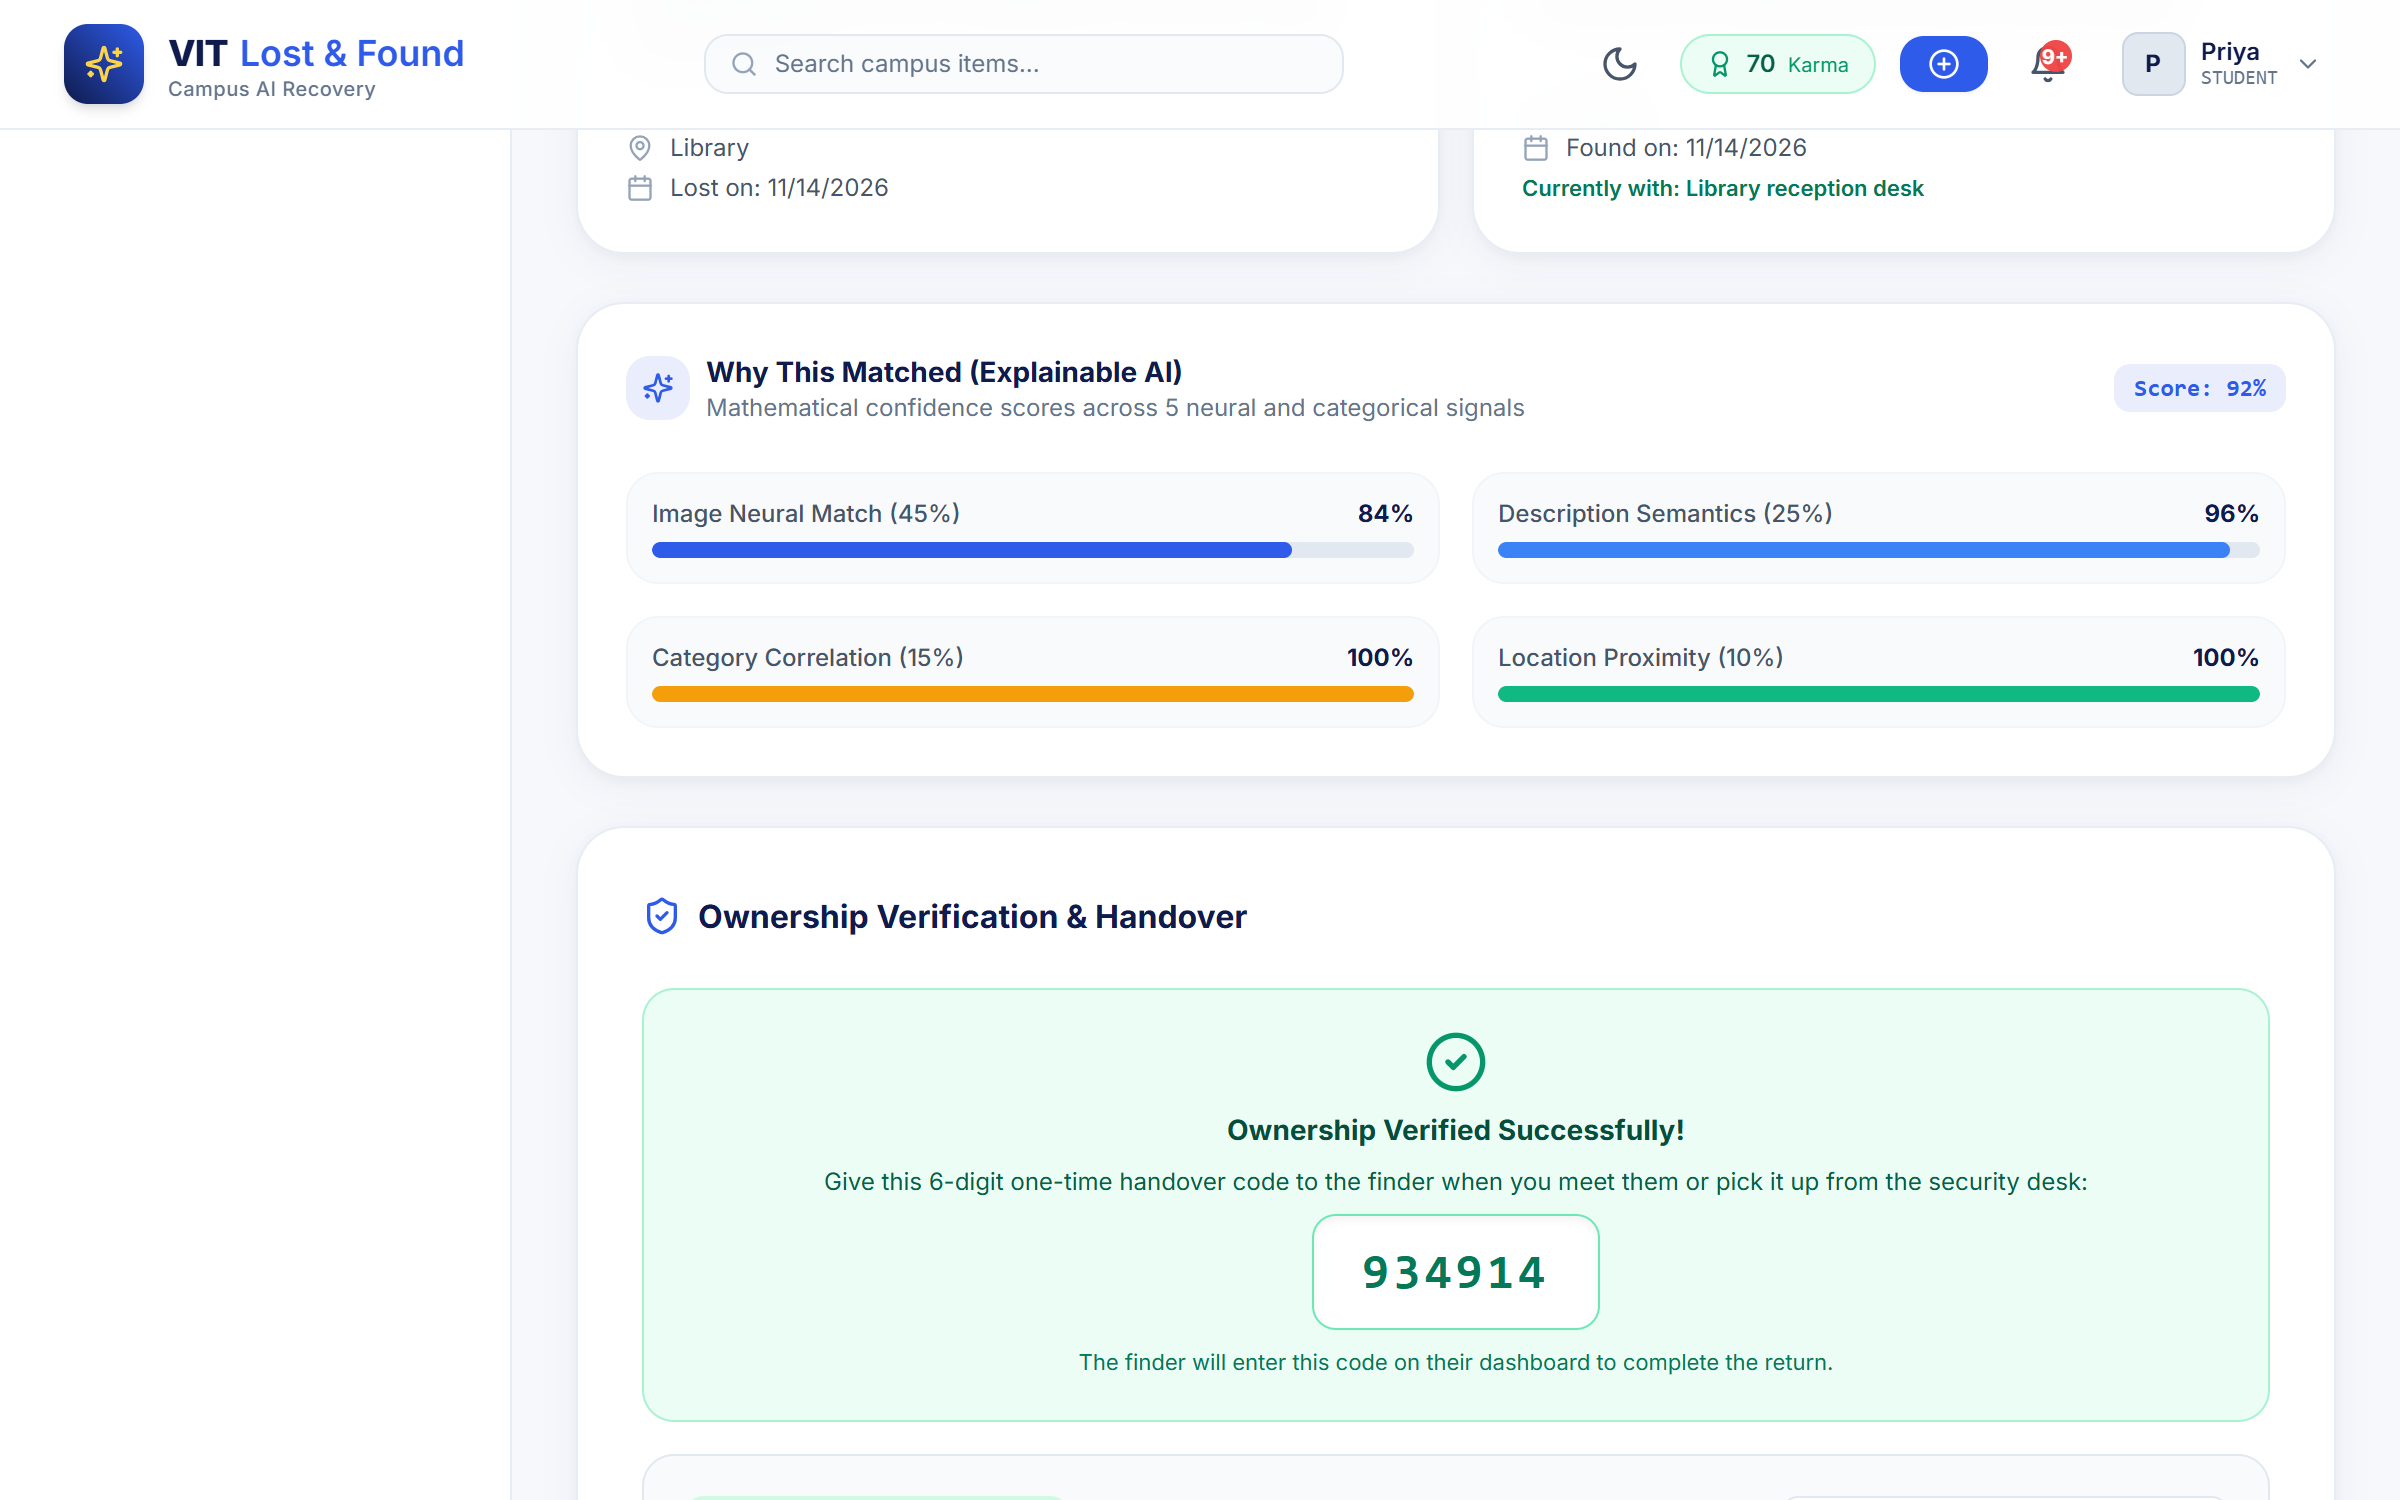 VIT Lost & Found
Campus AI Recovery
Search campus items...
70 Karma
9+
P
Priya
STUDENT
Library
Lost on: 11/14/2026
Found on: 11/14/2026
Currently with: Library reception desk
Why This Matched (Explainable AI)
Mathematical confidence scores across 5 neural and categorical signals
Score: 92%
Image Neural Match (45%) 84%
Description Semantics (25%) 96%
Category Correlation (15%) 100%
Location Proximity (10%) 100%
Ownership Verification & Handover
Ownership Verified Successfully!
Give this 6-digit one-time handover code to the finder when you meet them or pick it up from the security desk:
934914
The finder will enter this code on their dashboard to complete the return.